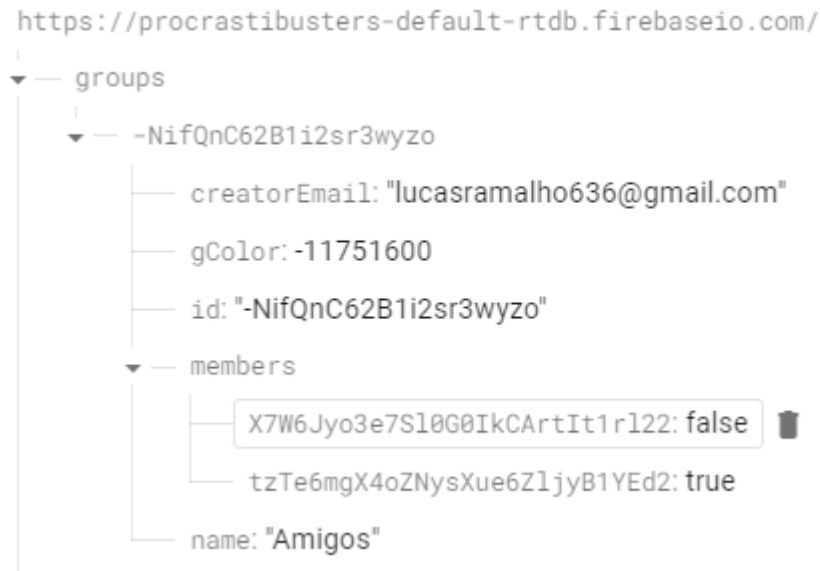 https://procrastibusters-default-rtdb.firebaseio.com/
groups
-NifQnC62B1i2sr3wyzo
creatorEmail: "lucasramalho636@gmail.com"
gColor: -11751600
id: "-NifQnC62B1i2sr3wyzo"
members
X7W6Jyo3e7Sl0G0IkCArtIt1rl22: false
tzTe6mgX4oZNysXue6ZljyB1YEd2: true
name: "Amigos"